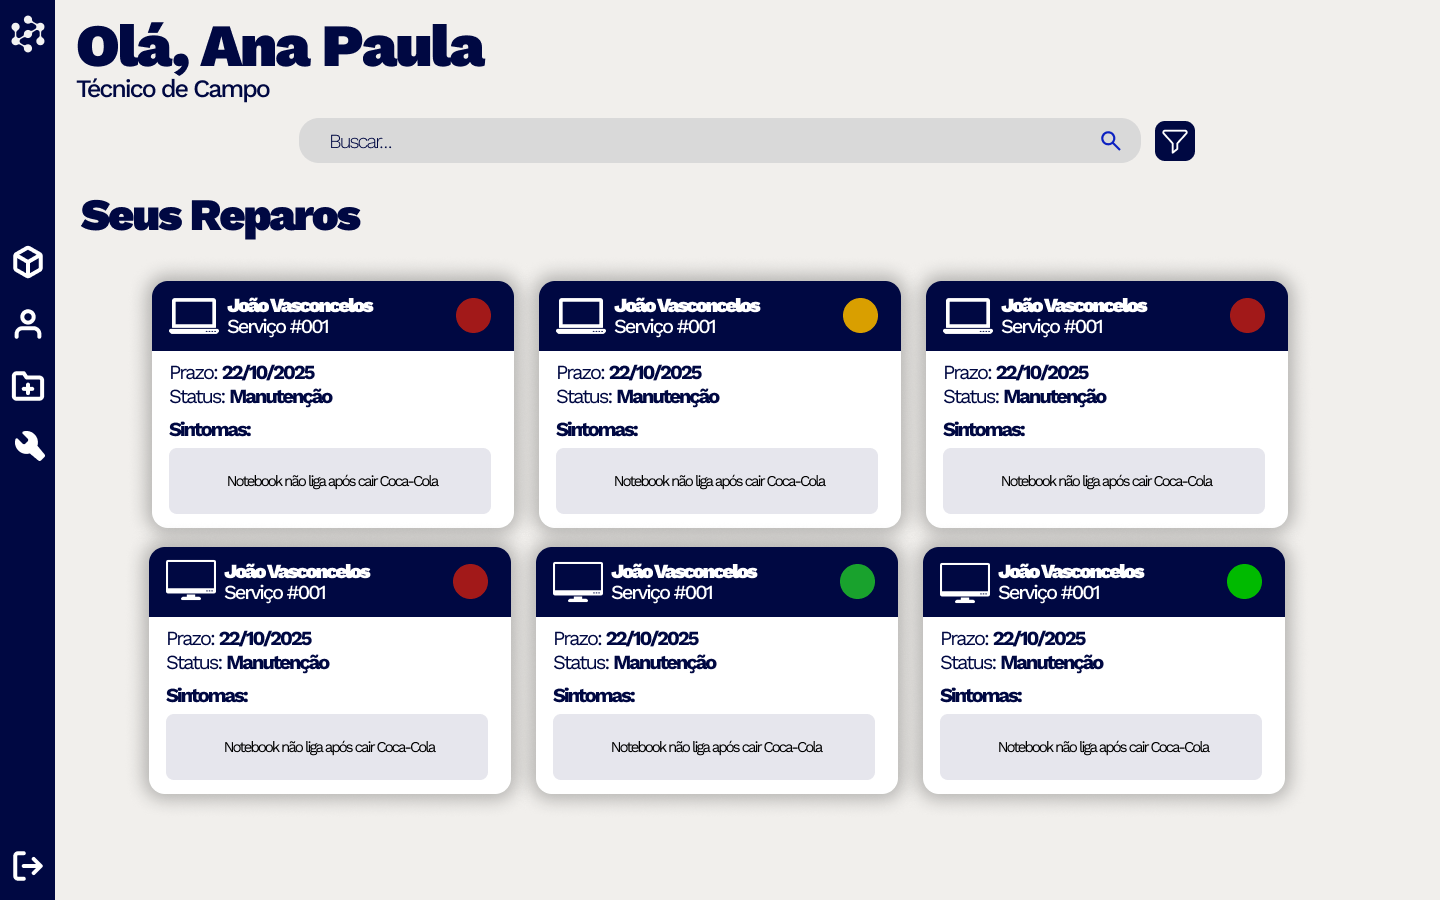 Olá, Ana Paula
Técnico de Campo
Buscar...
Seus Reparos
João Vasconcelos
Serviço #001
Prazo: 22/10/2025
Status: Manutenção
Sintomas:
Notebook não liga após cair Coca-Cola
João Vasconcelos
Serviço #001
Prazo: 22/10/2025
Status: Manutenção
Sintomas:
Notebook não liga após cair Coca-Cola
João Vasconcelos
Serviço #001
Prazo: 22/10/2025
Status: Manutenção
Sintomas:
Notebook não liga após cair Coca-Cola
João Vasconcelos
Serviço #001
Prazo: 22/10/2025
Status: Manutenção
Sintomas:
Notebook não liga após cair Coca-Cola
João Vasconcelos
Serviço #001
Prazo: 22/10/2025
Status: Manutenção
Sintomas:
Notebook não liga após cair Coca-Cola
João Vasconcelos
Serviço #001
Prazo: 22/10/2025
Status: Manutenção
Sintomas:
Notebook não liga após cair Coca-Cola